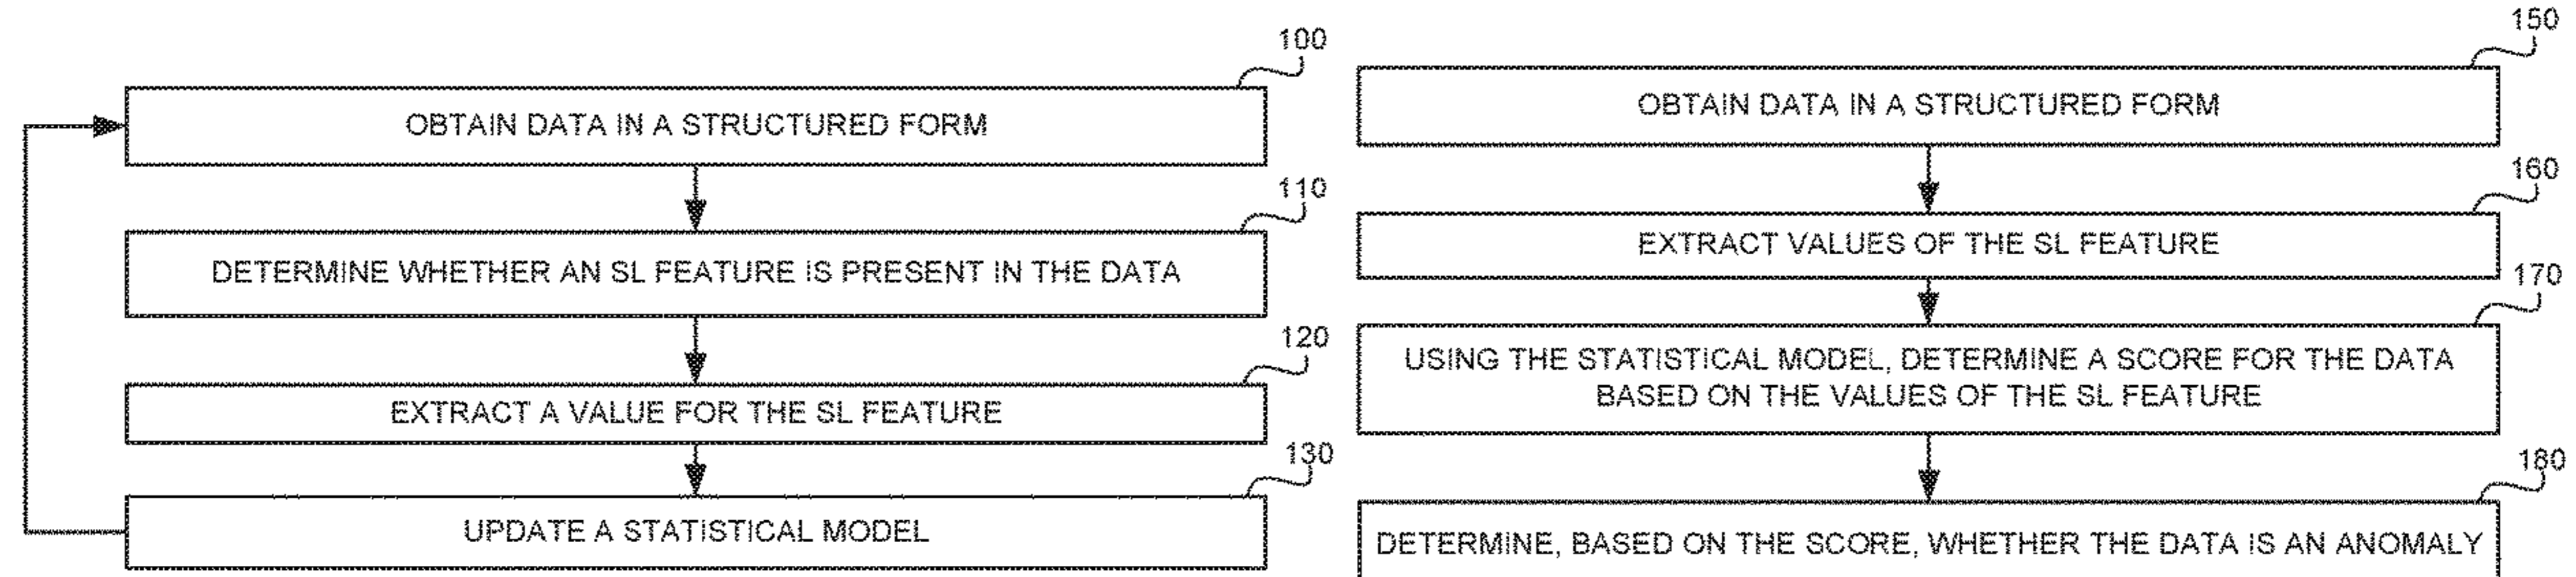 100
OBTAIN DATA IN A STRUCTURED FORM
110
DETERMINE WHETHER AN SL FEATURE IS PRESENT IN THE DATA
120
EXTRACT A VALUE FOR THE SL FEATURE
130
UPDATE A STATISTICAL MODEL
150
OBTAIN DATA IN A STRUCTURED FORM
160
EXTRACT VALUES OF THE SL FEATURE
170
USING THE STATISTICAL MODEL, DETERMINE A SCORE FOR THE DATA
BASED ON THE VALUES OF THE SL FEATURE
180
DETERMINE, BASED ON THE SCORE, WHETHER THE DATA IS AN ANOMALY